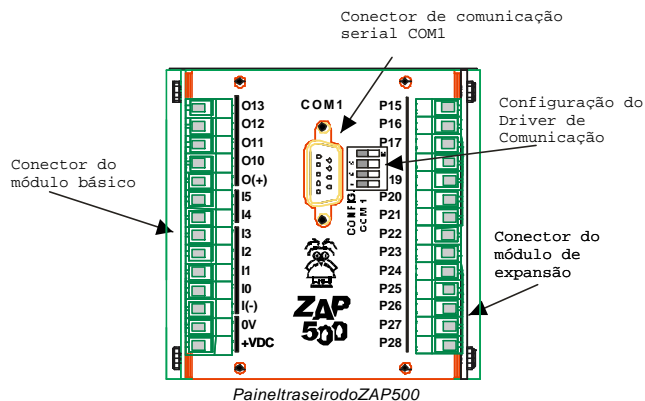 Conector de comunicação
serial COM1
Configuração do
Driver de
Comunicação
Conector do
módulo básico
Conector do
módulo de
expansão
COM1
CONFIG.
COM1
O13
O12
O11
O10
O(+)
I5
I4
I3
I2
I1
I0
I(-)
0V
+VDC
P15
P16
P17
19
P20
P21
P22
P23
P24
P25
P26
P27
P28
ZAP
500
PaineltraseirodoZAP500